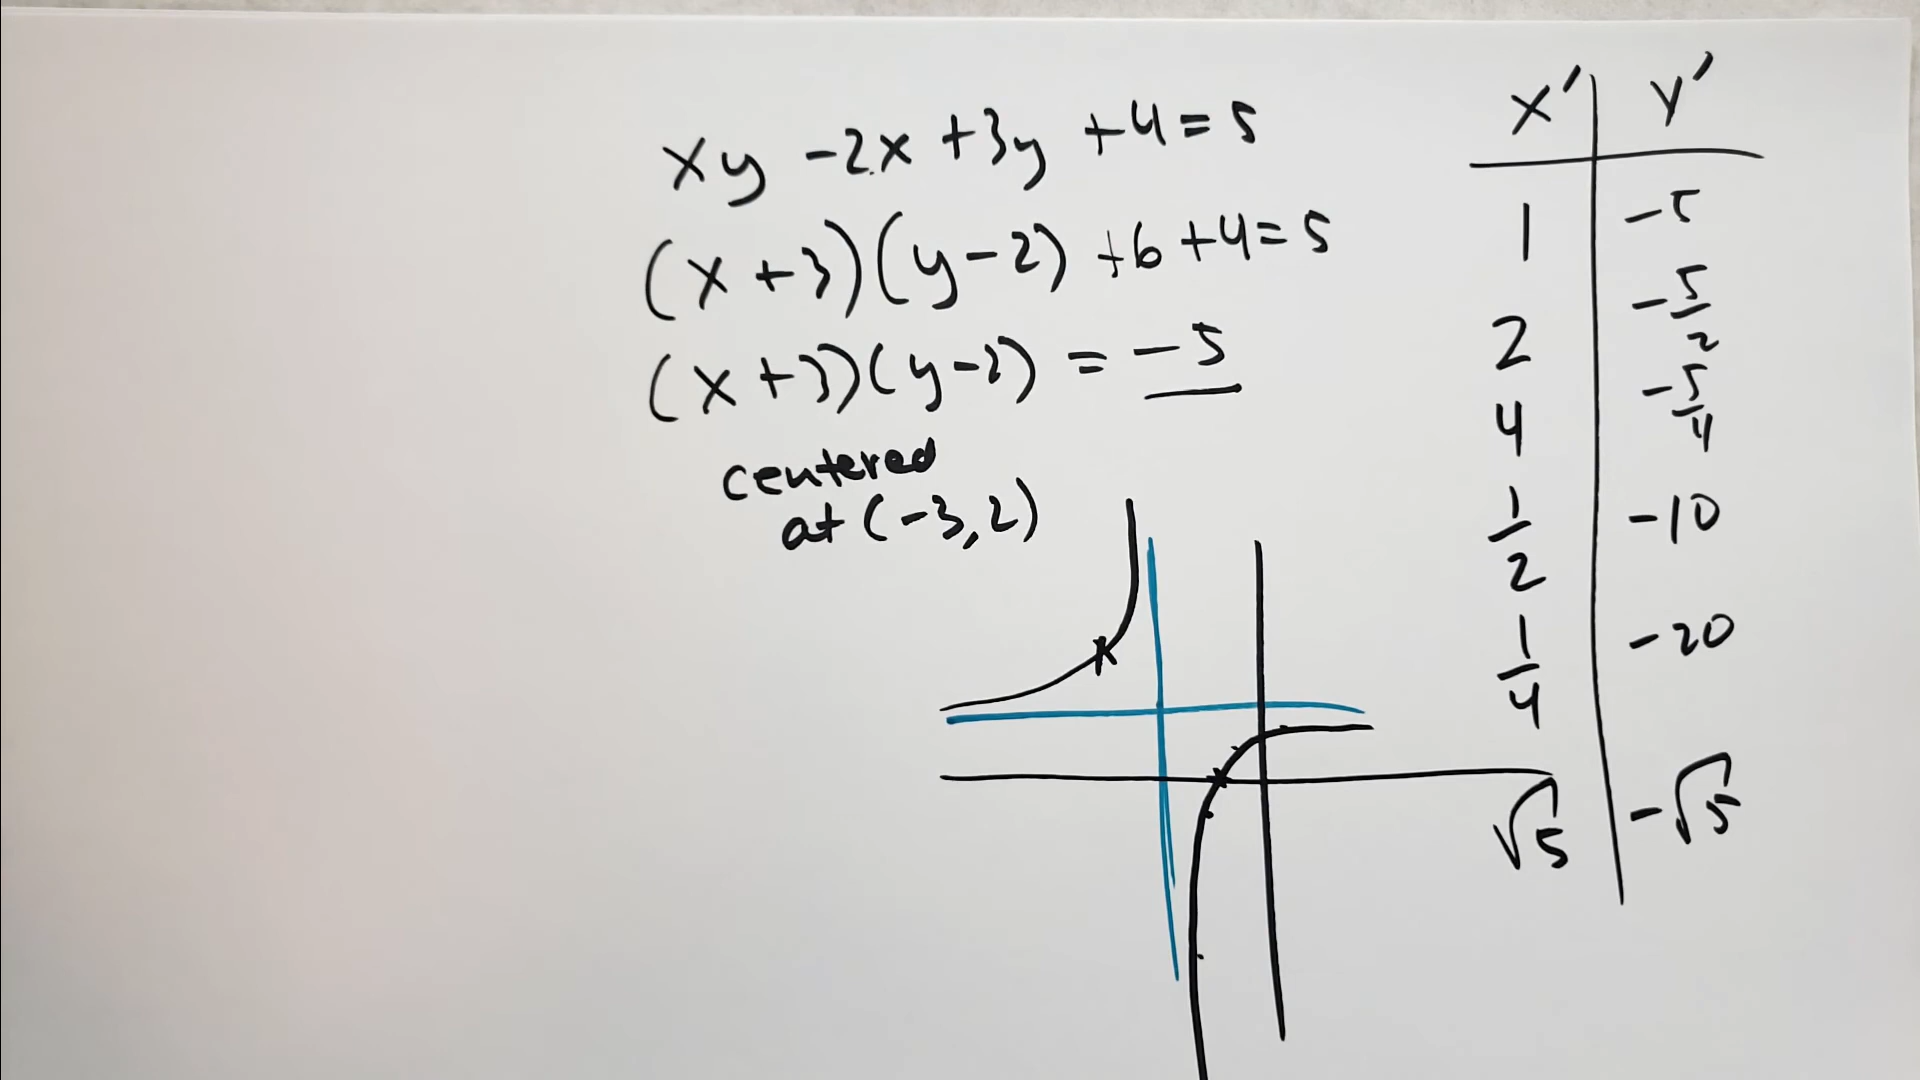 xy -2x +3y +4=5
(x +3)(y-2) +6 +4=5
(x +3)(y-2) = -5
centered
at (-3,2)
x' y'
1 -5
2 -5/2
4 -5/4
1/2 -10
1/4 -20
√5 -√5